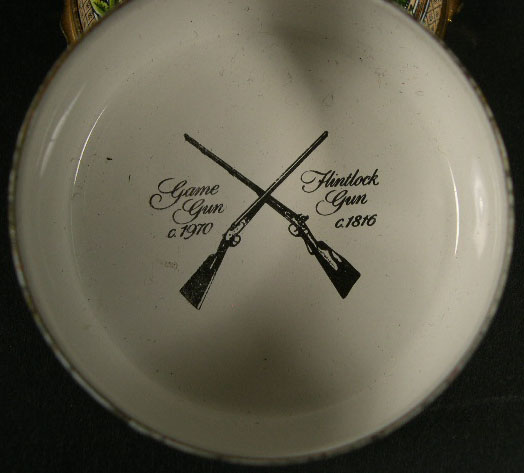 Game
Gun
c.1970
Flintlock
Gun
c.1816